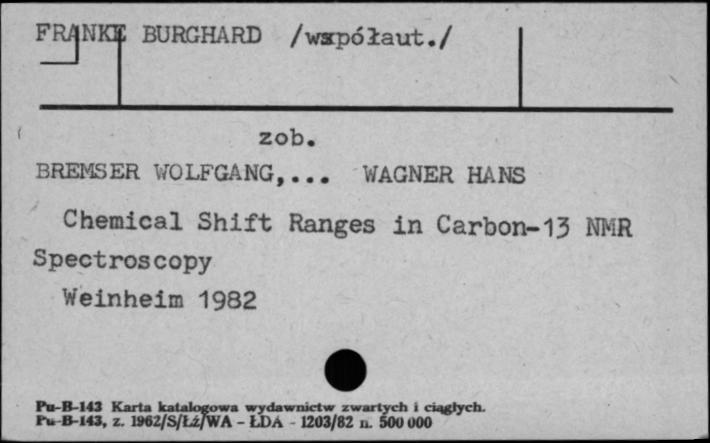 FRANKE BURGHARD /współaut./
zob.
BREMSER WOLFGANG,... WAGNER HANS
Chemical Shift Ranges in Carbon-13 NMR
Spectroscopy
Weinheim 1982
Pu-B-143 Karta katalogowa wydawnictw zwartych i ciągłych.
Pu-B-143, z. 1962/S/Łź/WA - ŁDA - 1203/82 n. 500 000